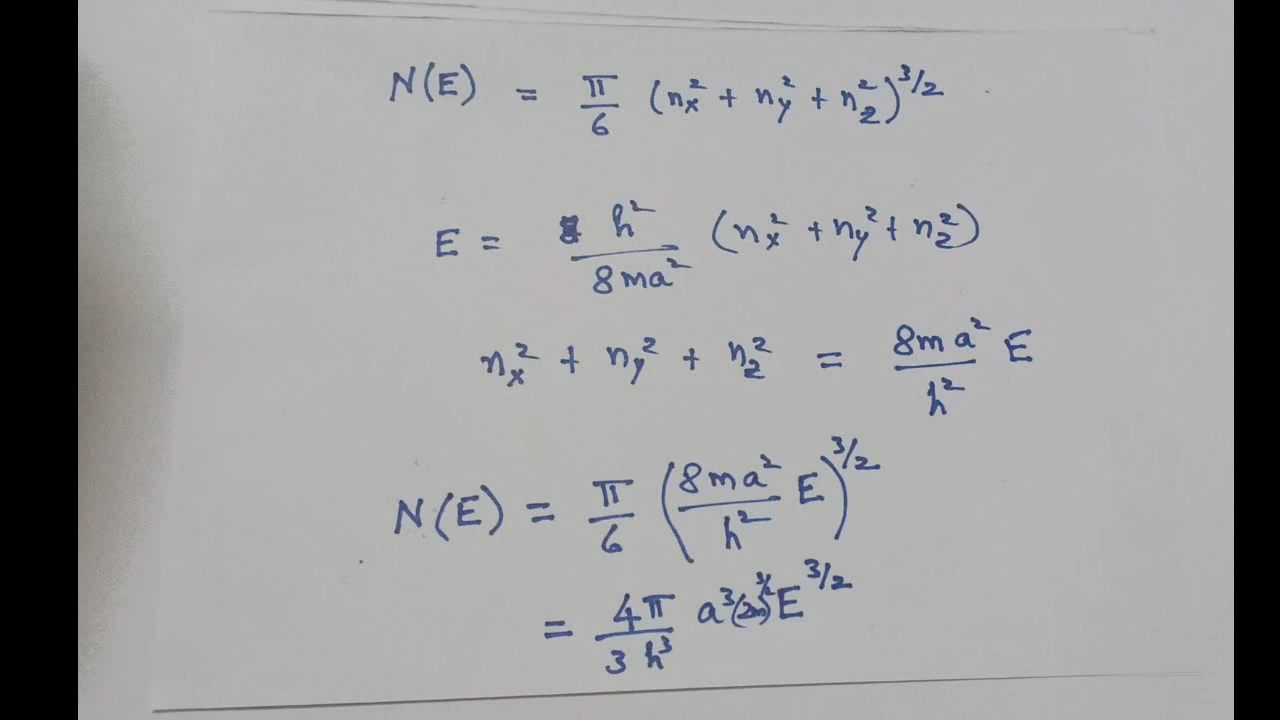 N(E) = π/6 (nx² + ny² + nz²)^3/2
E = h²/8ma² (nx² + ny² + nz²)
nx² + ny² + nz² = 8ma²/h² E
N(E) = π/6 (8ma²/h² E)^3/2
= 4π/3h³ a³(2m)^3/2 E^3/2